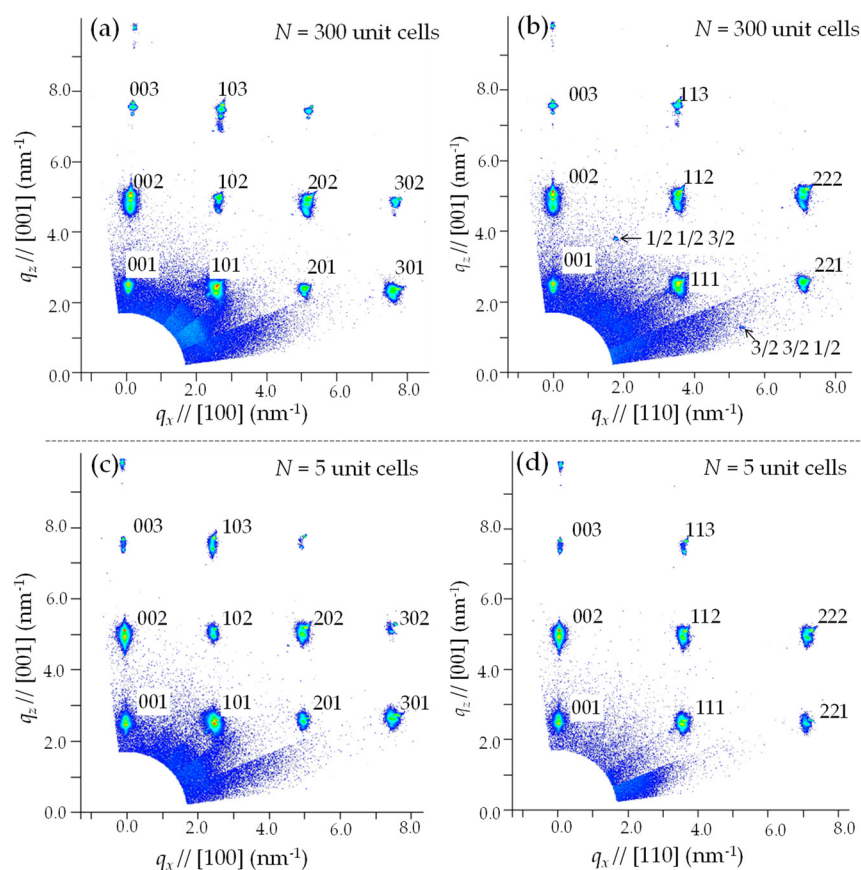 (a) N = 300 unit cells
003 103
002 102 202 302
001 101 201 301
8.0
6.0
4.0
2.0
0.0
q_z // [001] (nm⁻¹)
0.0 2.0 4.0 6.0 8.0
q_x // [100] (nm⁻¹)
(b) N = 300 unit cells
003 113
002 112 222
1/2 1/2 3/2
001 111 221
3/2 3/2 1/2
8.0
6.0
4.0
2.0
0.0
q_z // [001] (nm⁻¹)
0.0 2.0 4.0 6.0 8.0
q_x // [110] (nm⁻¹)
(c) N = 5 unit cells
003 103
002 102 202 302
001 101 201 301
8.0
6.0
4.0
2.0
0.0
q_z // [001] (nm⁻¹)
0.0 2.0 4.0 6.0 8.0
q_x // [100] (nm⁻¹)
(d) N = 5 unit cells
003 113
002 112 222
001 111 221
8.0
6.0
4.0
2.0
0.0
q_z // [001] (nm⁻¹)
0.0 2.0 4.0 6.0 8.0
q_x // [110] (nm⁻¹)